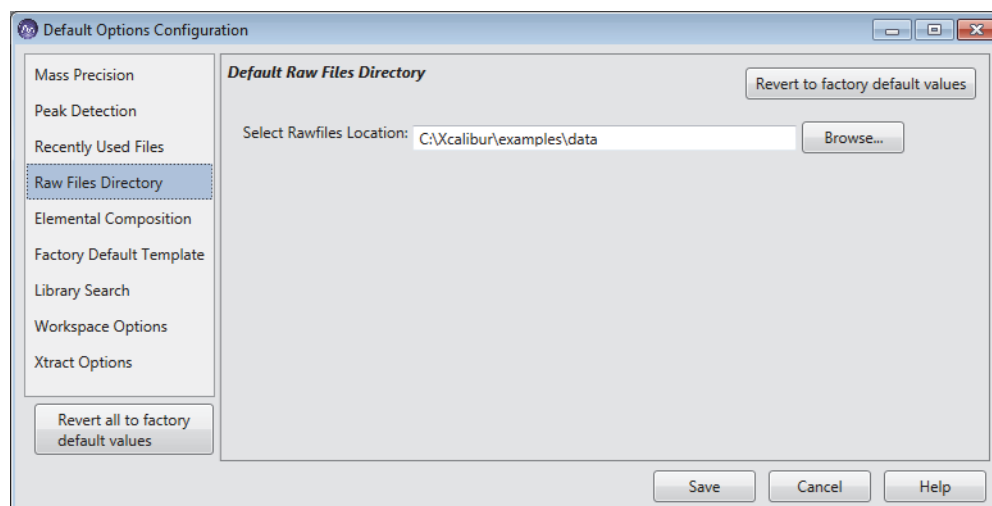 Default Options Configuration
Mass Precision
Peak Detection
Recently Used Files
Raw Files Directory
Elemental Composition
Factory Default Template
Library Search
Workspace Options
Xtract Options
Revert all to factory
default values
Default Raw Files Directory
Revert to factory default values
Select Rawfiles Location: C:\Xcalibur\examples\data Browse...
Save Cancel Help